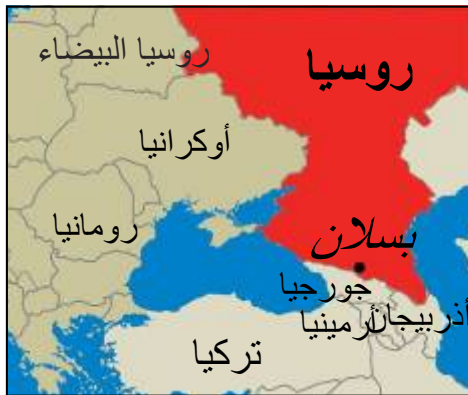 روسيا البيضاء
روسيا
أوكرانيا
رومانيا
بسلان
جورجيا
أرمينيا
أذربيجان
تركيا